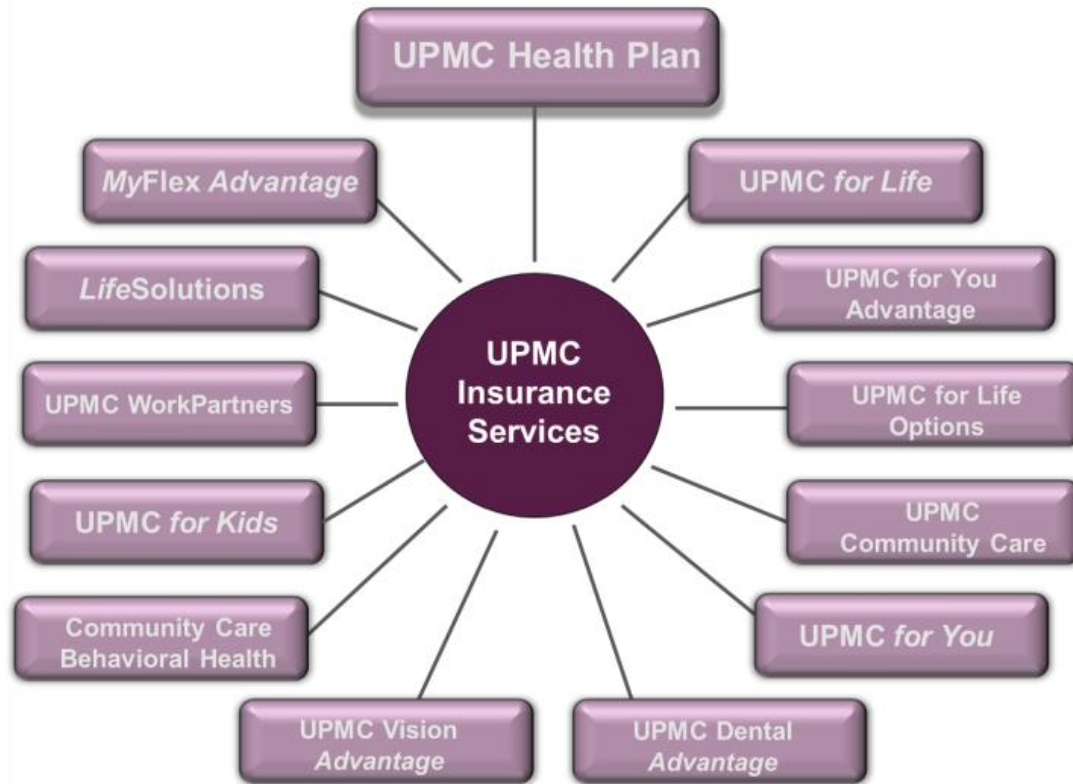 UPMC Health Plan
MyFlex Advantage
UPMC for Life
LifeSolutions
UPMC for You
Advantage
UPMC
Insurance
Services
UPMC WorkPartners
UPMC for Life
Options
UPMC for Kids
UPMC
Community Care
Community Care
Behavioral Health
UPMC for You
UPMC Vision
Advantage
UPMC Dental
Advantage